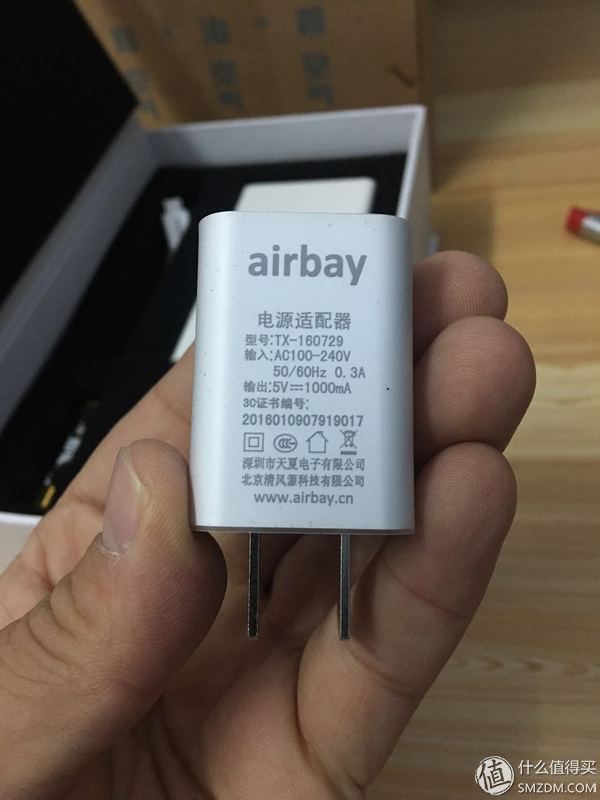 airbay
电源适配器
型号:TX-160729
输入:AC100-240V
50/60Hz 0.3A
输出:5V⎓1000mA
3C证书编号:
2016010907919017
深圳市天夏电子有限公司
北京清风源科技有限公司
www.airbay.cn
值 什么值得买
SMZDM.COM